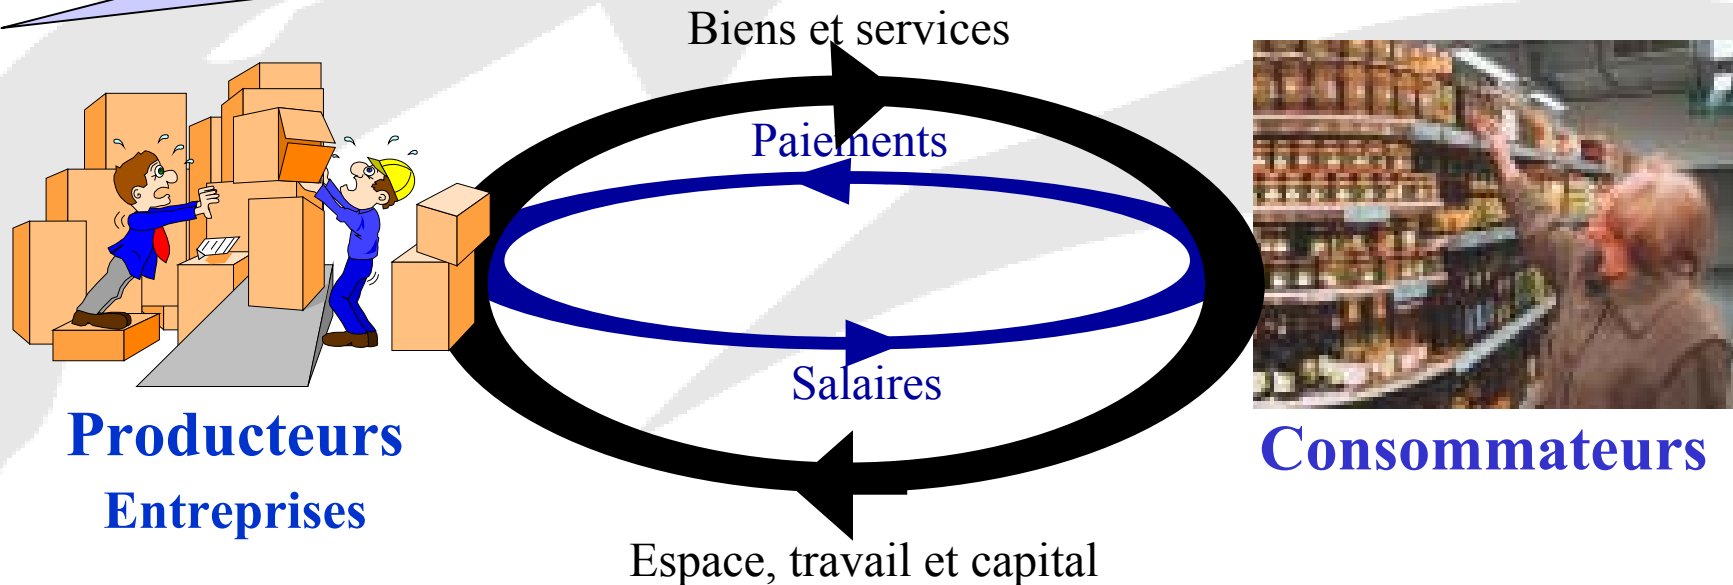 Biens et services
Paiements
Salaires
Producteurs
Entreprises
Consommateurs
Espace, travail et capital